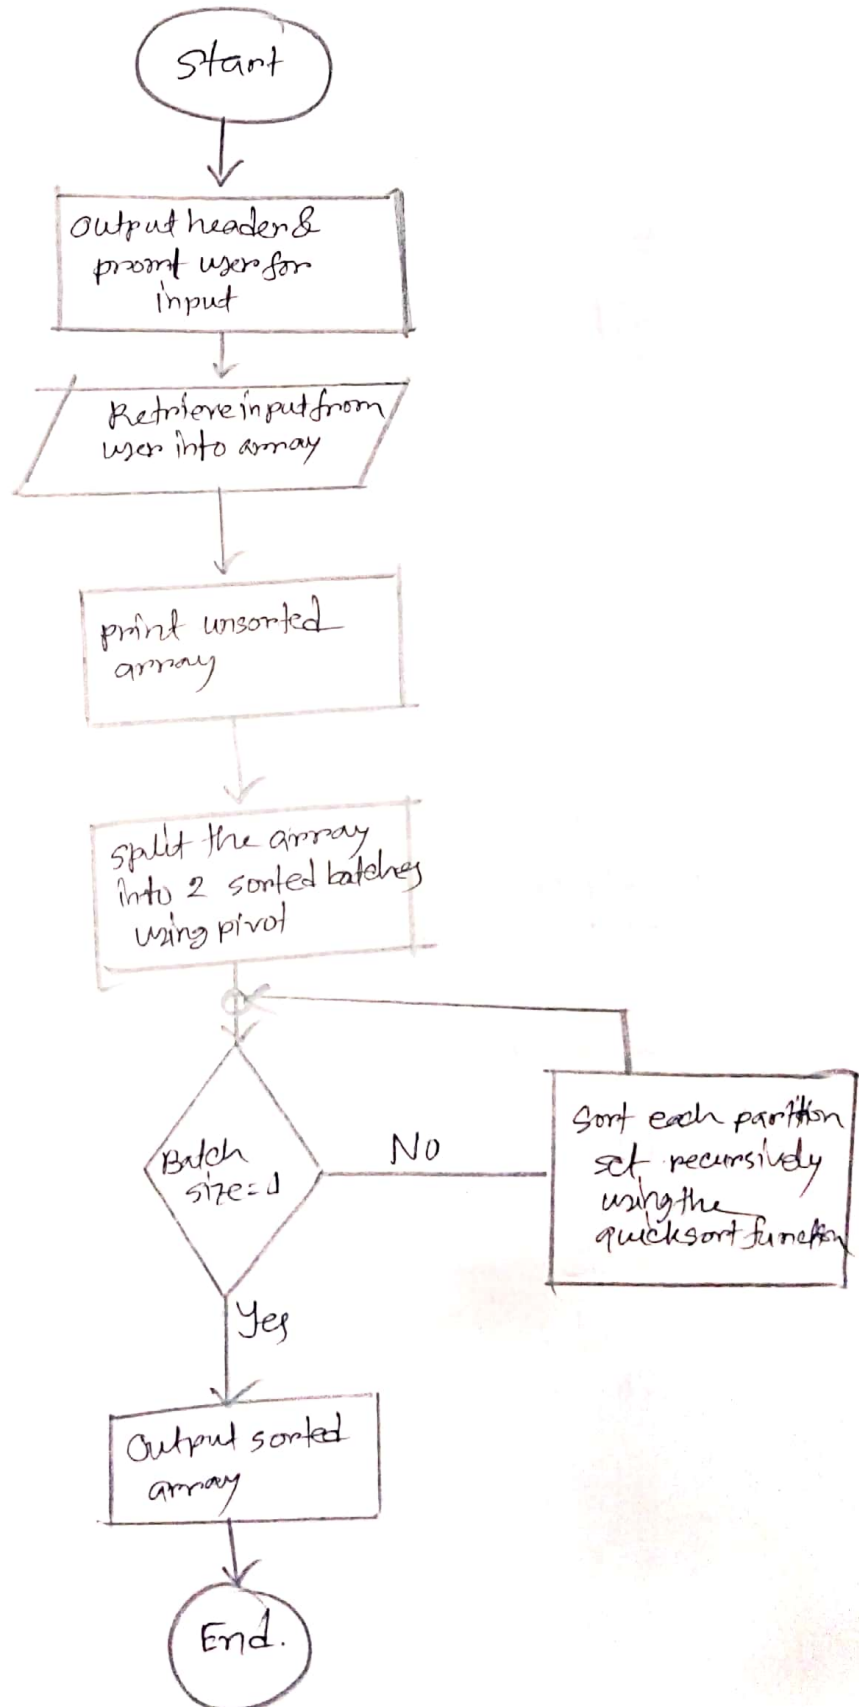 Start
Output header &
promt user for
input
Retrieve input from
user into array
print unsorted
array
split the array
into 2 sorted batches
using pivot
Batch
size=1
No
Sort each partition
set recursively
using the
quicksort function
Yes
Output sorted
array
End.